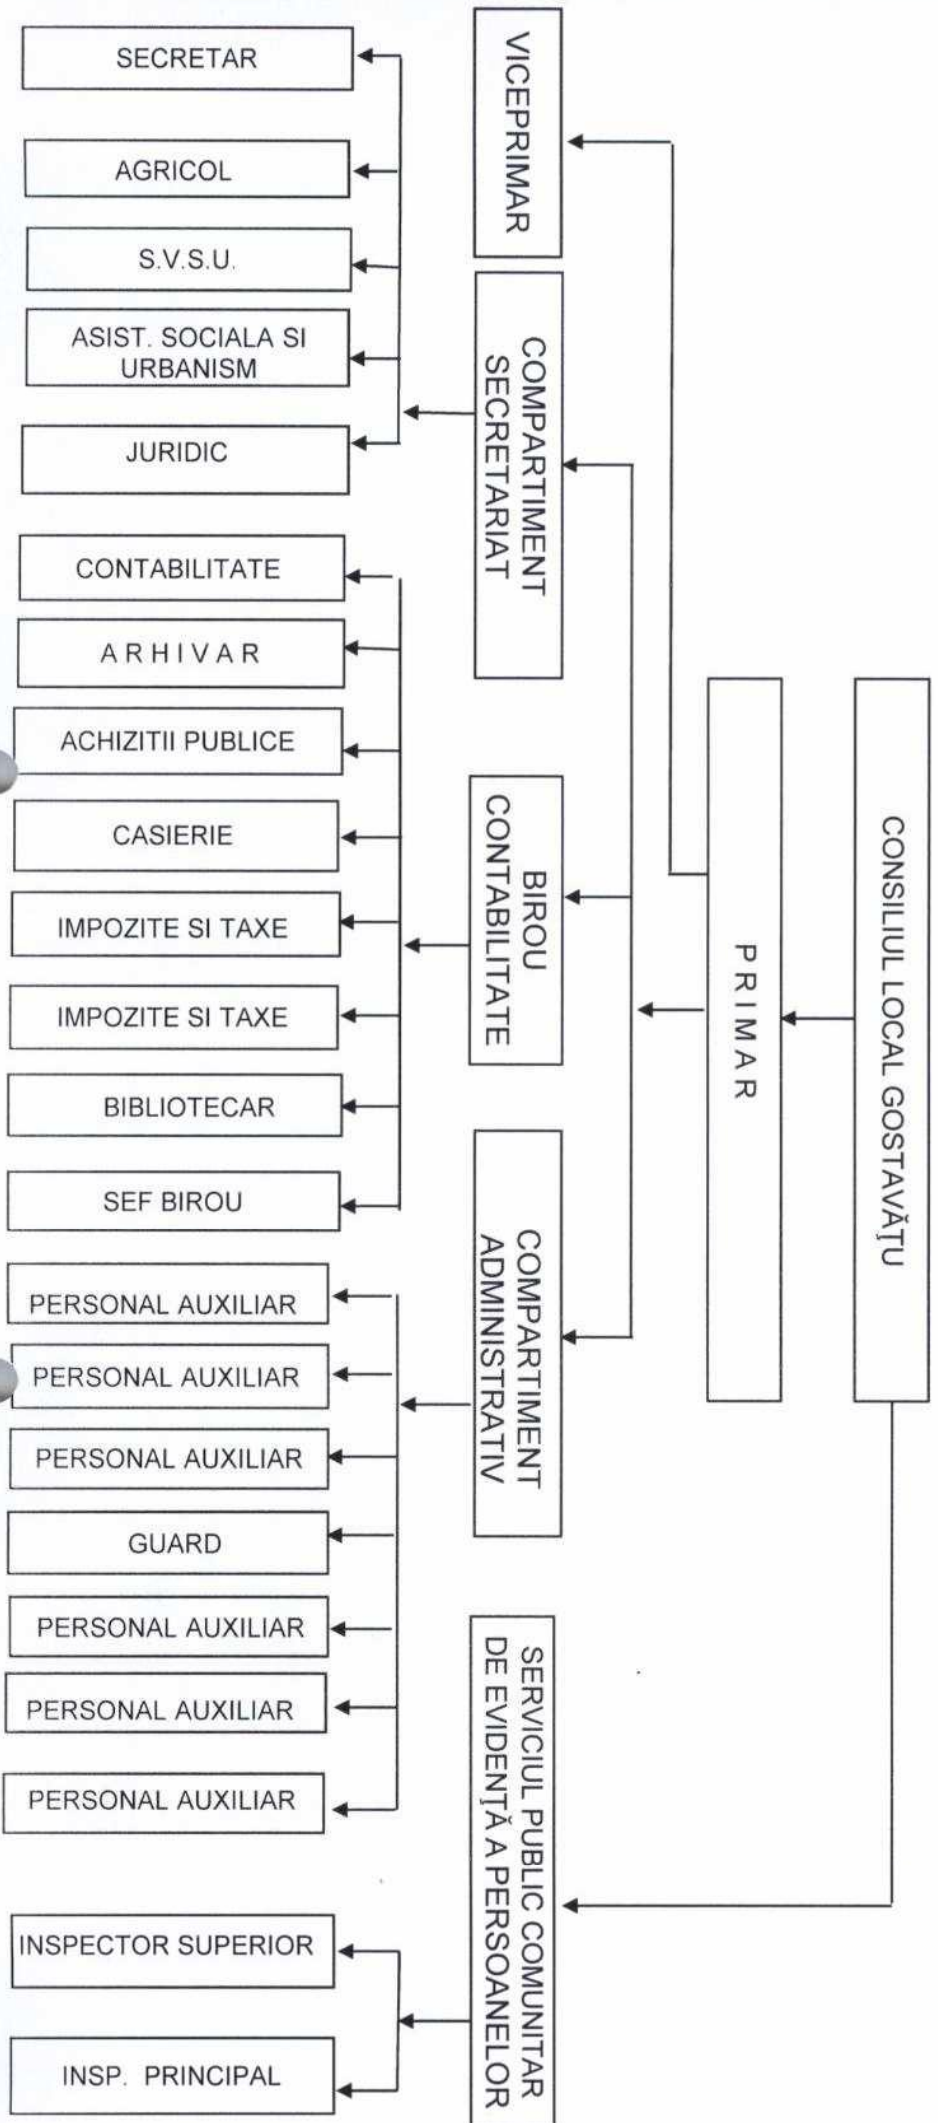 CONSILIUL LOCAL GOSTAVĂŢU
P R I M A R
VICEPRIMAR
COMPARTIMENT
SECRETARIAT
BIROU
CONTABILITATE
COMPARTIMENT
ADMINISTRATIV
SERVICIUL PUBLIC COMUNITAR
DE EVIDENŢĂ A PERSOANELOR
SECRETAR
AGRICOL
S.V.S.U.
ASIST. SOCIALA SI
URBANISM
JURIDIC
CONTABILITATE
A R H I V A R
ACHIZITII PUBLICE
CASIERIE
IMPOZITE SI TAXE
IMPOZITE SI TAXE
BIBLIOTECAR
SEF BIROU
PERSONAL AUXILIAR
PERSONAL AUXILIAR
PERSONAL AUXILIAR
GUARD
PERSONAL AUXILIAR
PERSONAL AUXILIAR
PERSONAL AUXILIAR
INSPECTOR SUPERIOR
INSP. PRINCIPAL